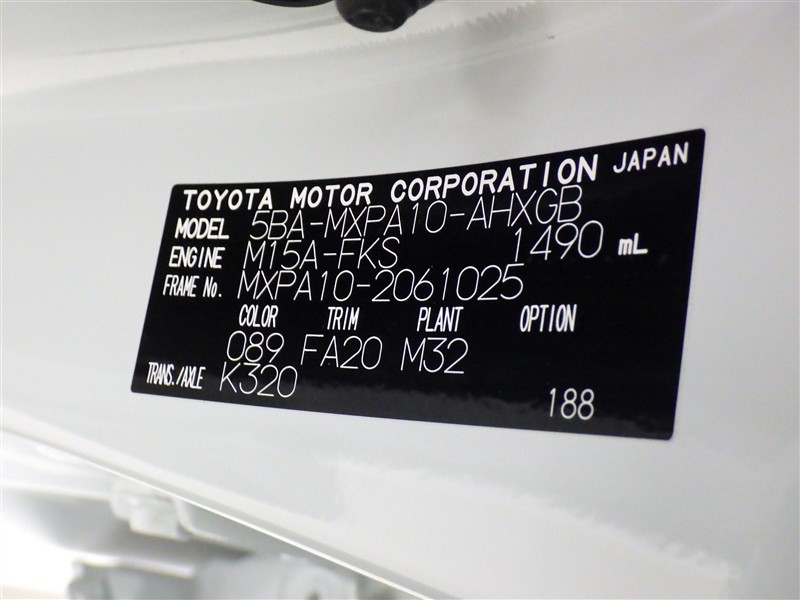 TOYOTA MOTOR CORPORATION JAPAN
MODEL 5BA-MXPA10-AHXGB
ENGINE M15A-FKS 1490 mL
FRAME No. MXPA10-2061025
COLOR TRIM PLANT OPTION
089 FA20 M32
TRANS./AXLE K320
188